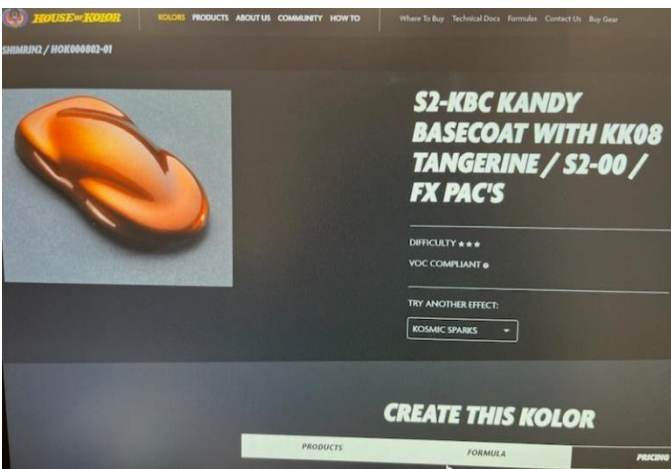 HOUSE OF KOLOR
KOLORS PRODUCTS ABOUT US COMMUNITY HOW TO
Where To Buy Technical Docs Formulas Contact Us Buy Gear
SHIMRIN2 / HOK000802-01
S2-KBC KANDY
BASECOAT WITH KK08
TANGERINE / S2-00 /
FX PAC'S
DIFFICULTY ★★★
VOC COMPLIANT
TRY ANOTHER EFFECT:
KOSMIC SPARKS
CREATE THIS KOLOR
PRODUCTS
FORMULA
PRICING